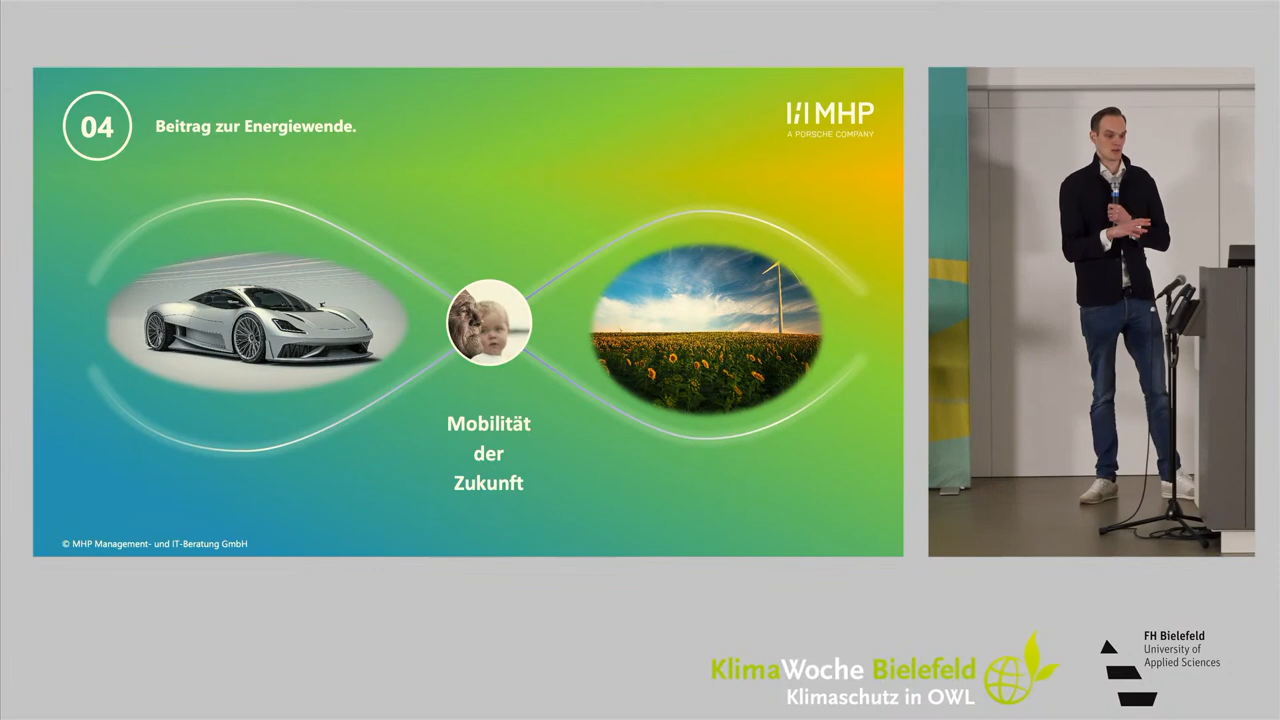 04
Beitrag zur Energiewende.
MHP
A PORSCHE COMPANY
Mobilität
der
Zukunft
© MHP Management- und IT-Beratung GmbH
KlimaWoche Bielefeld
Klimaschutz in OWL
FH Bielefeld
University of
Applied Sciences